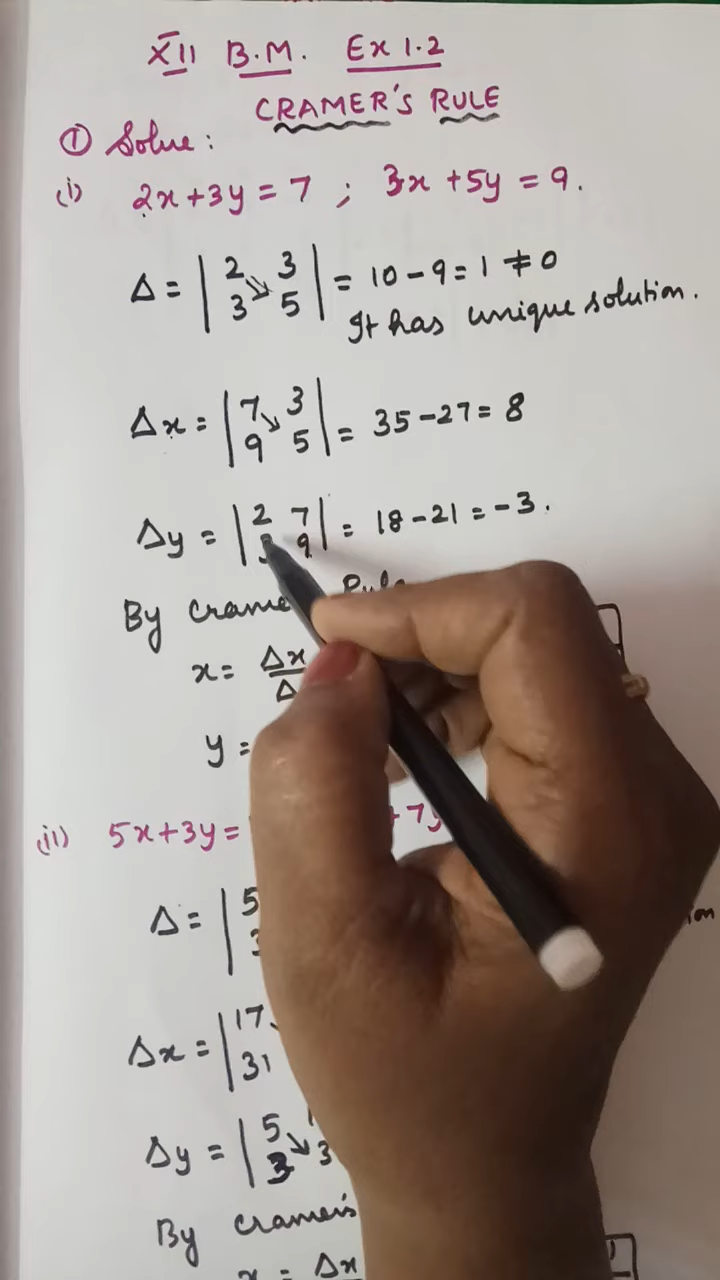 XII B.M. Ex 1.2
CRAMER'S RULE
① Solve:
(i) 2x+3y=7 ; 3x+5y=9.
Δ = | 2 3 | = 10-9=1 ≠0
3 5
It has unique solution.
Δx = | 7 3 | = 35-27=8
9 5
Δy = | 2 7 | = 18-21=-3.
9
By
x= Δx
Δ
y=
(ii) 5x+3y= +7y
Δ = | 5
Δx = | 17
31
Δy = | 5
3 3
By Cramer's
x = Δx